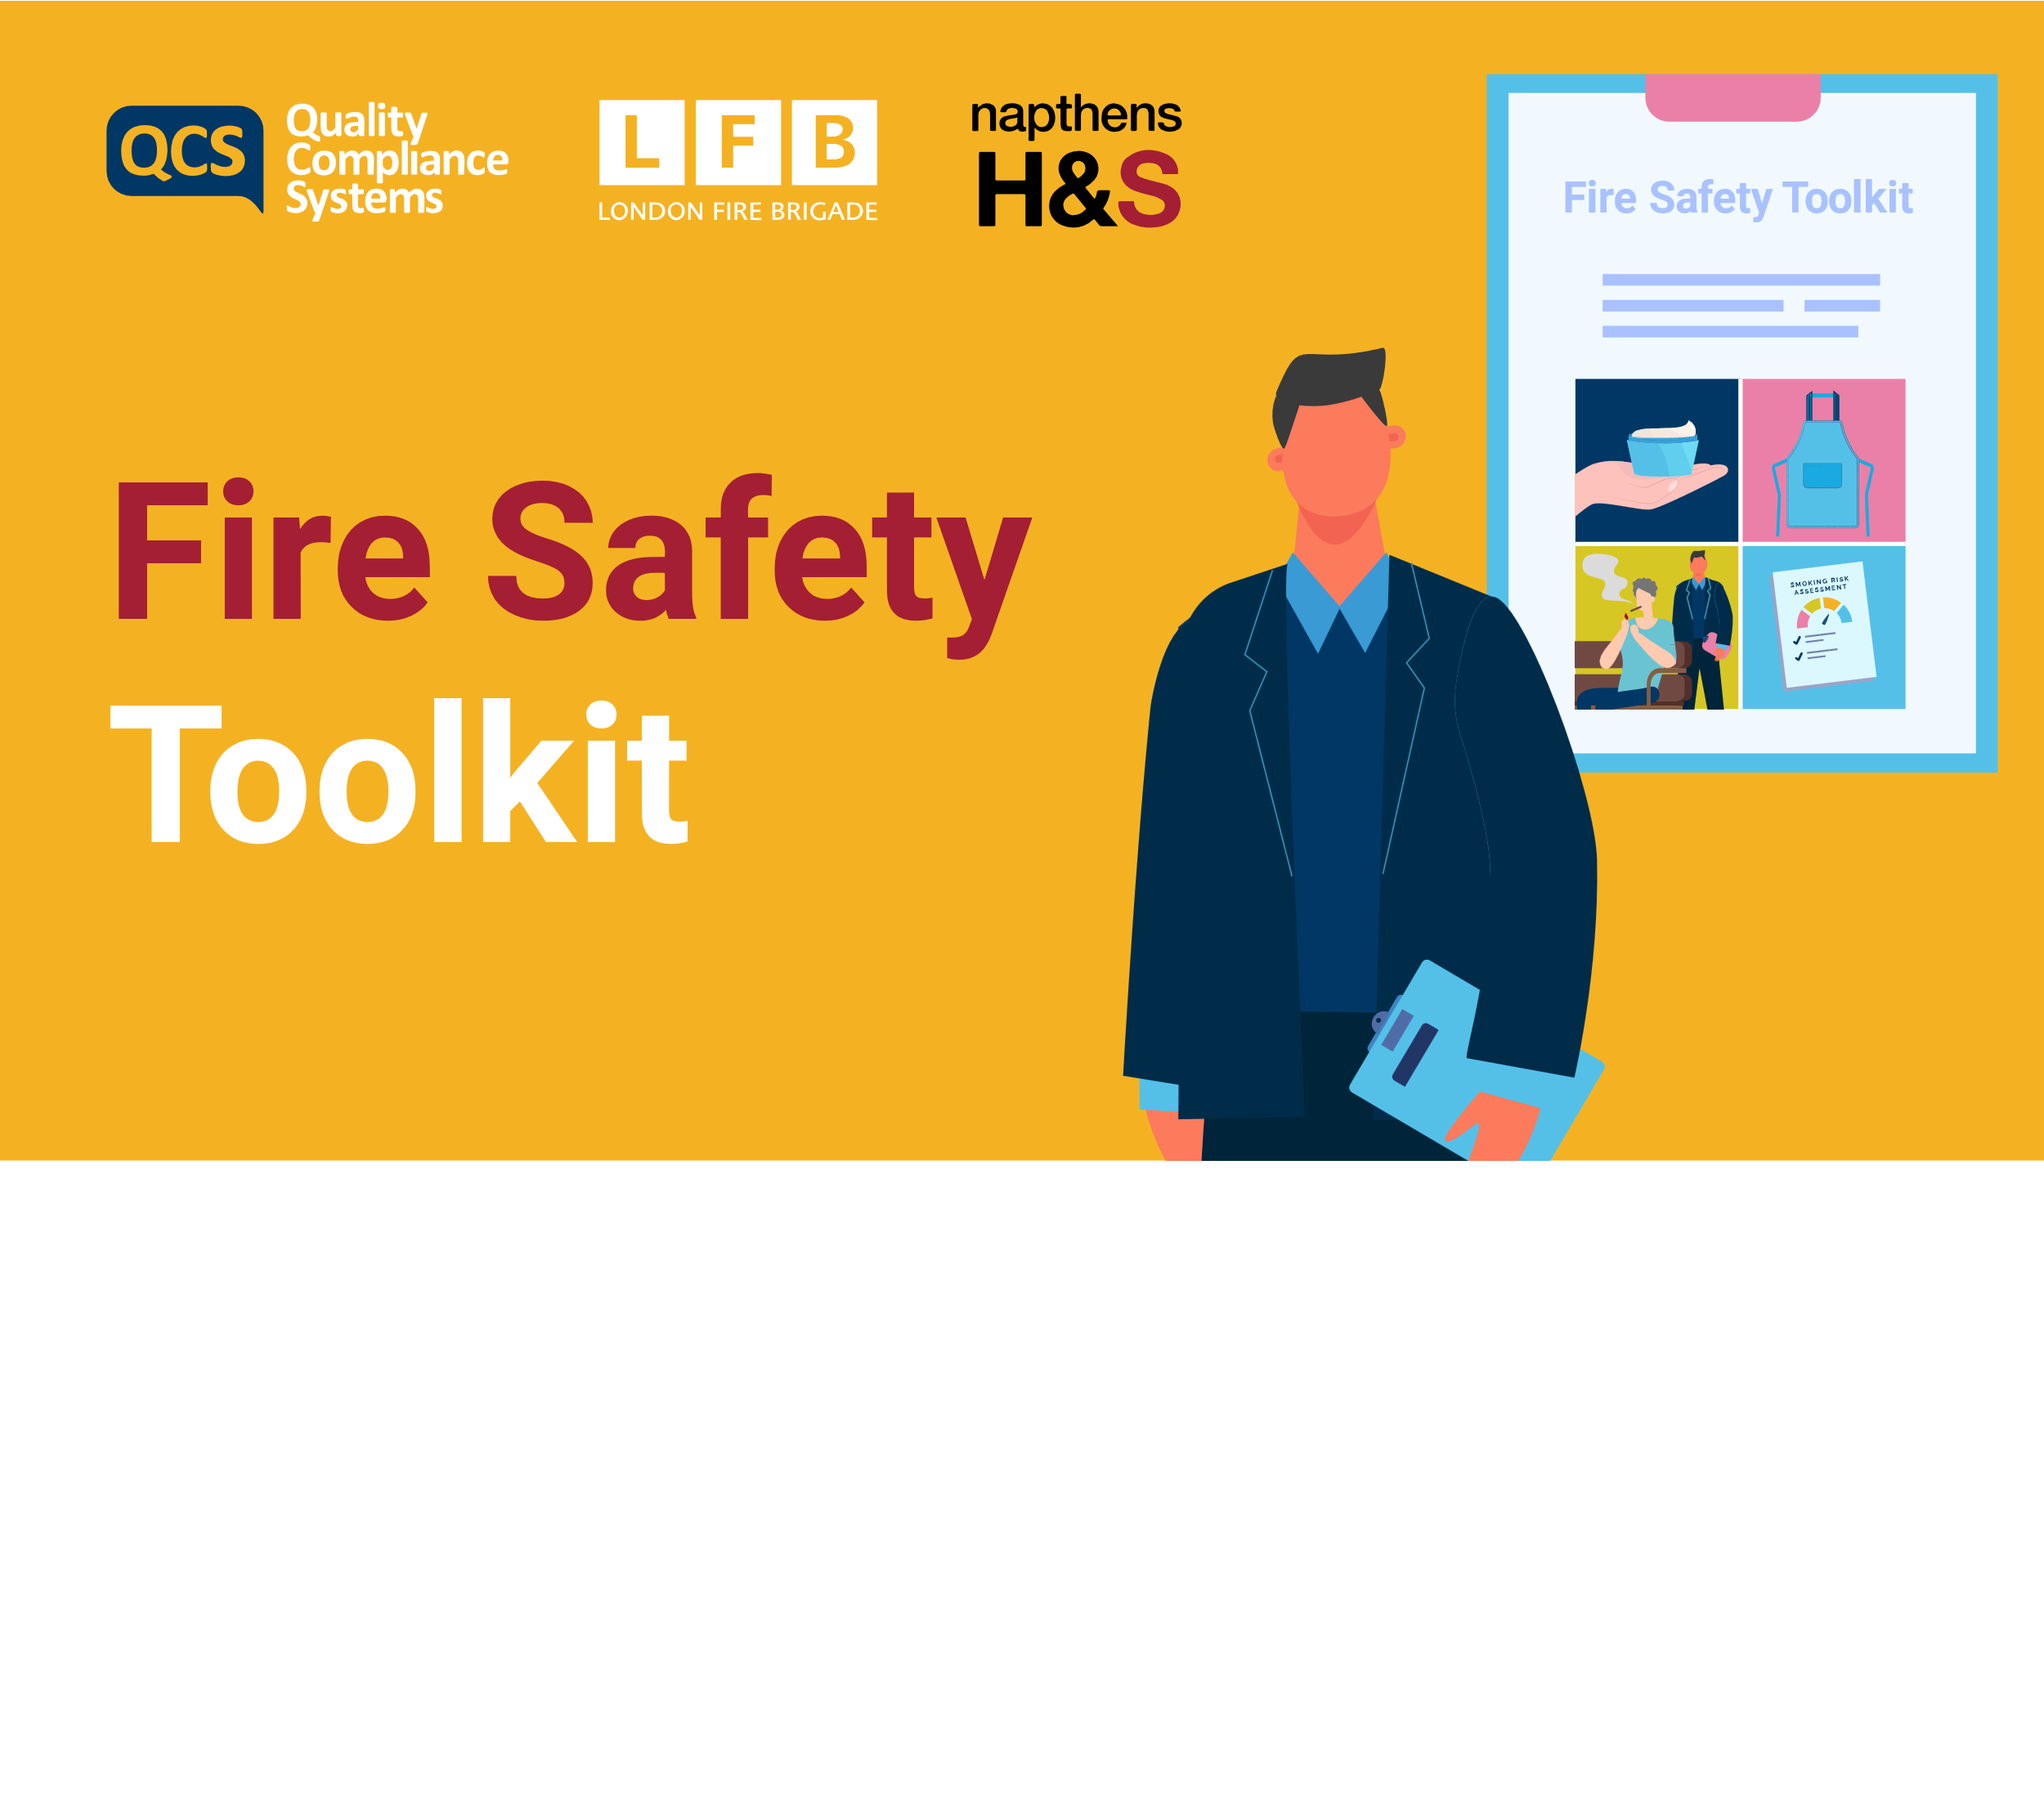 QCS
Quality
Compliance
Systems
L F B
LONDON FIRE BRIGADE
napthens
H&S
Fire Safety Toolkit
Fire Safety
Toolkit
SMOKING RISK
ASSESSMENT